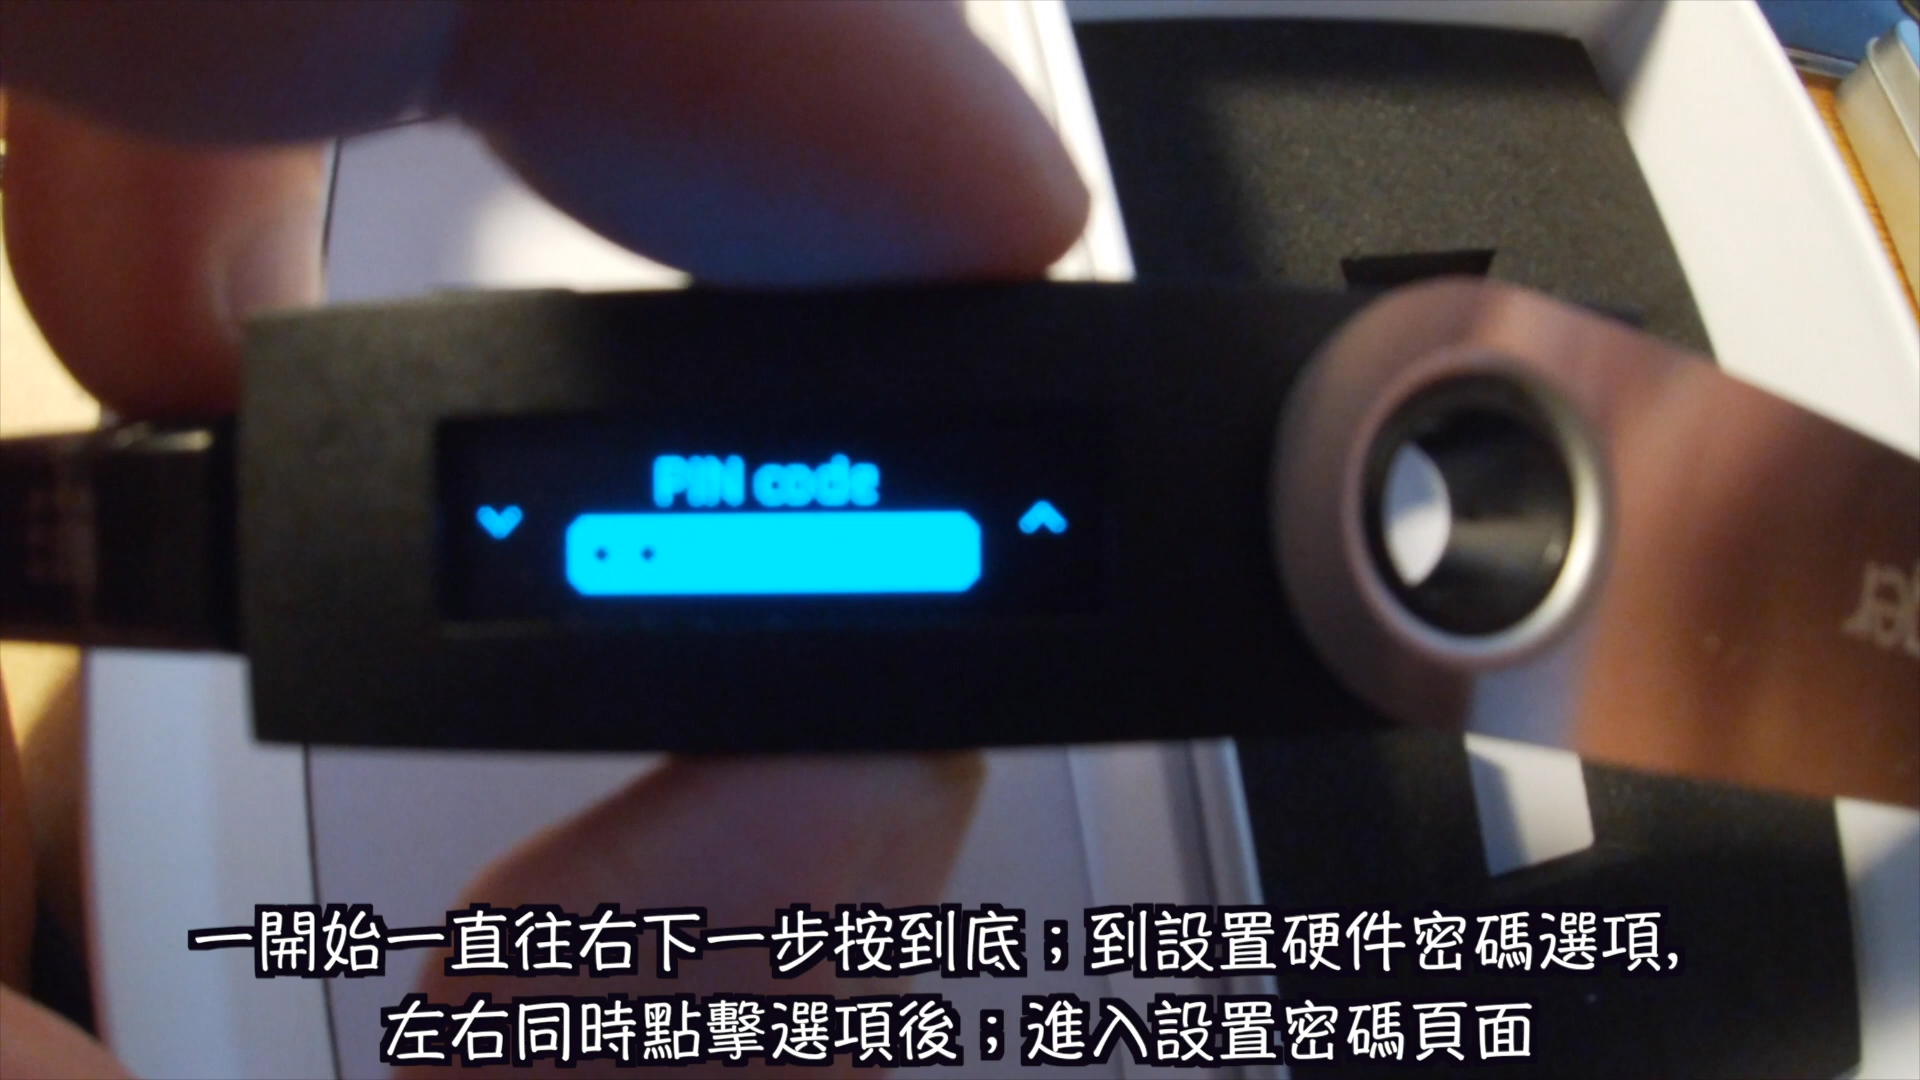 PIN code
一開始一直往右下一步按到底；到設置硬件密碼選項,
左右同時點擊選項後；進入設置密碼頁面